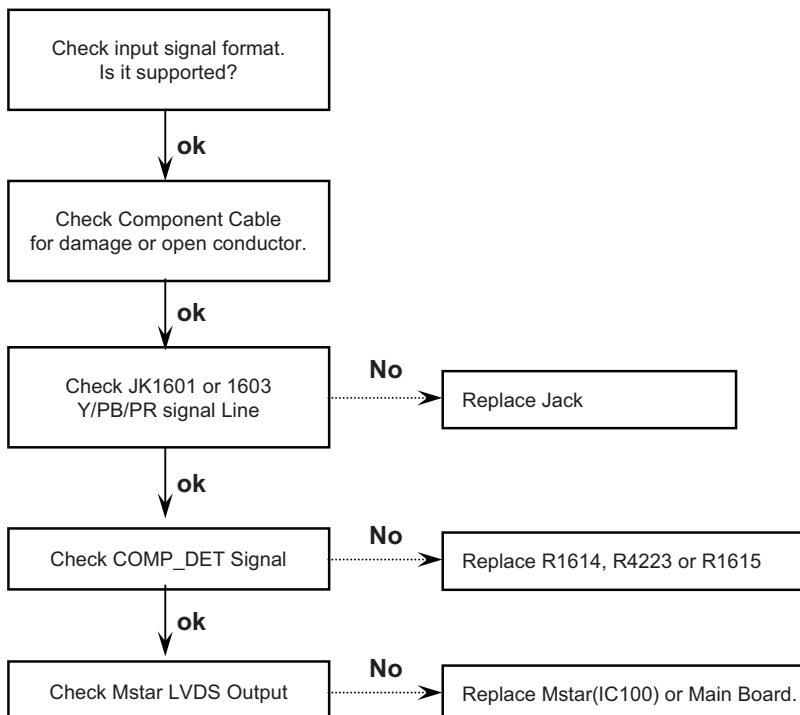 Check input signal format.
Is it supported?
ok
Check Component Cable
for damage or open conductor.
ok
Check JK1601 or 1603
Y/PB/PR signal Line
No
Replace Jack
ok
Check COMP_DET Signal
No
Replace R1614, R4223 or R1615
ok
Check Mstar LVDS Output
No
Replace Mstar(IC100) or Main Board.